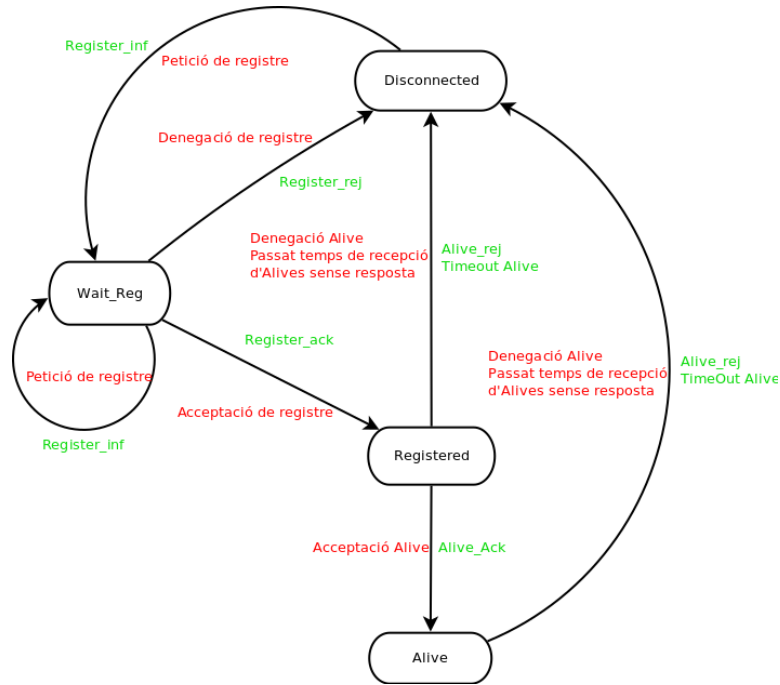 Register_inf
Petició de registre
Disconnected
Denegació de registre
Register_rej
Denegació Alive
Passat temps de recepció
d'Alives sense resposta
Alive_rej
Timeout Alive
Wait_Reg
Register_ack
Petició de registre
Denegació Alive
Passat temps de recepció
d'Alives sense resposta
Alive_rej
TimeOut Alive
Acceptació de registre
Register_inf
Registered
Acceptació Alive
Alive_Ack
Alive